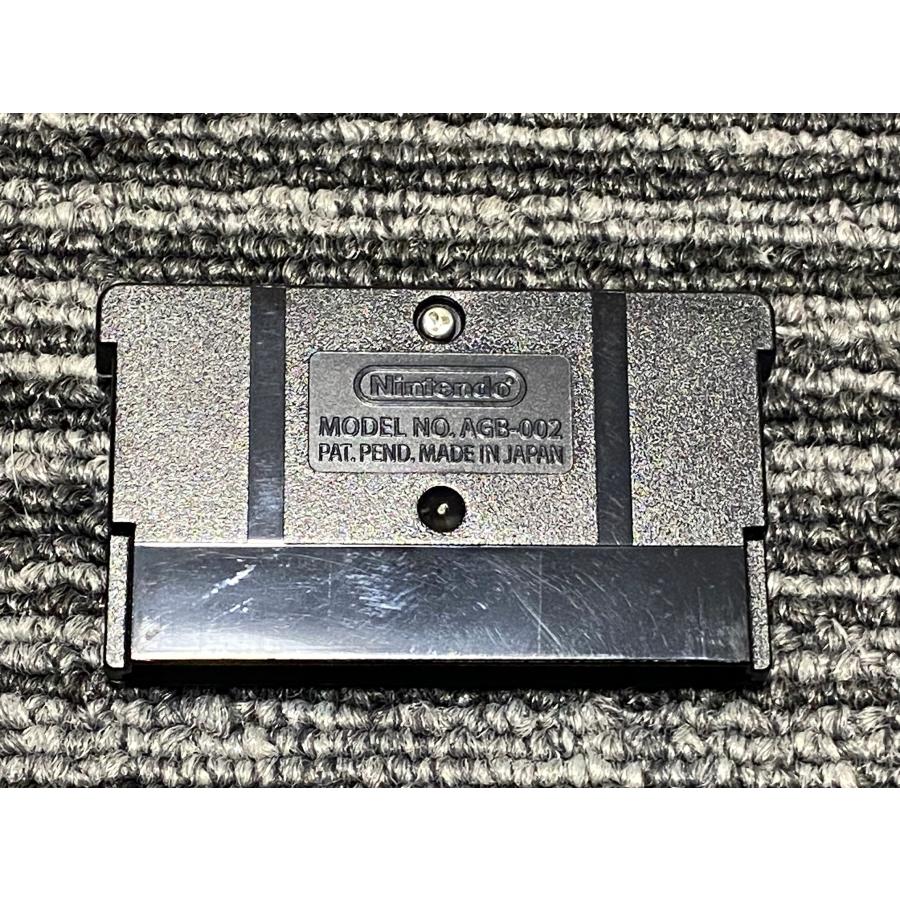 Nintendo®
MODEL NO. AGB-002
PAT. PEND. MADE IN JAPAN